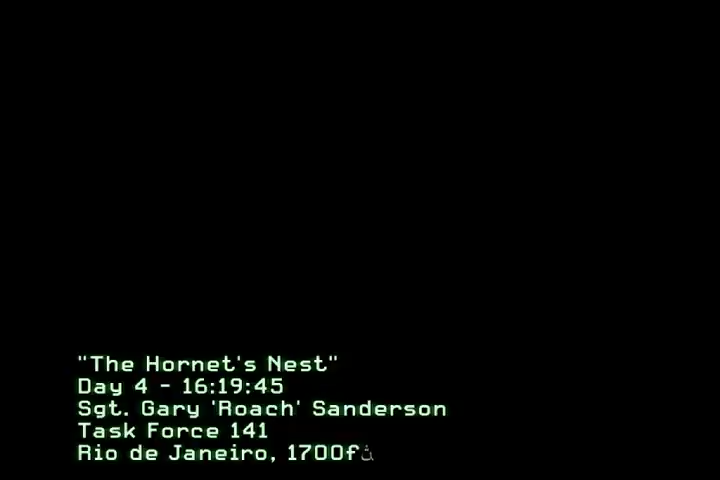 "The Hornet's Nest"
Day 4 - 16:19:45
Sgt. Gary 'Roach' Sanderson
Task Force 141
Rio de Janeiro, 1700f